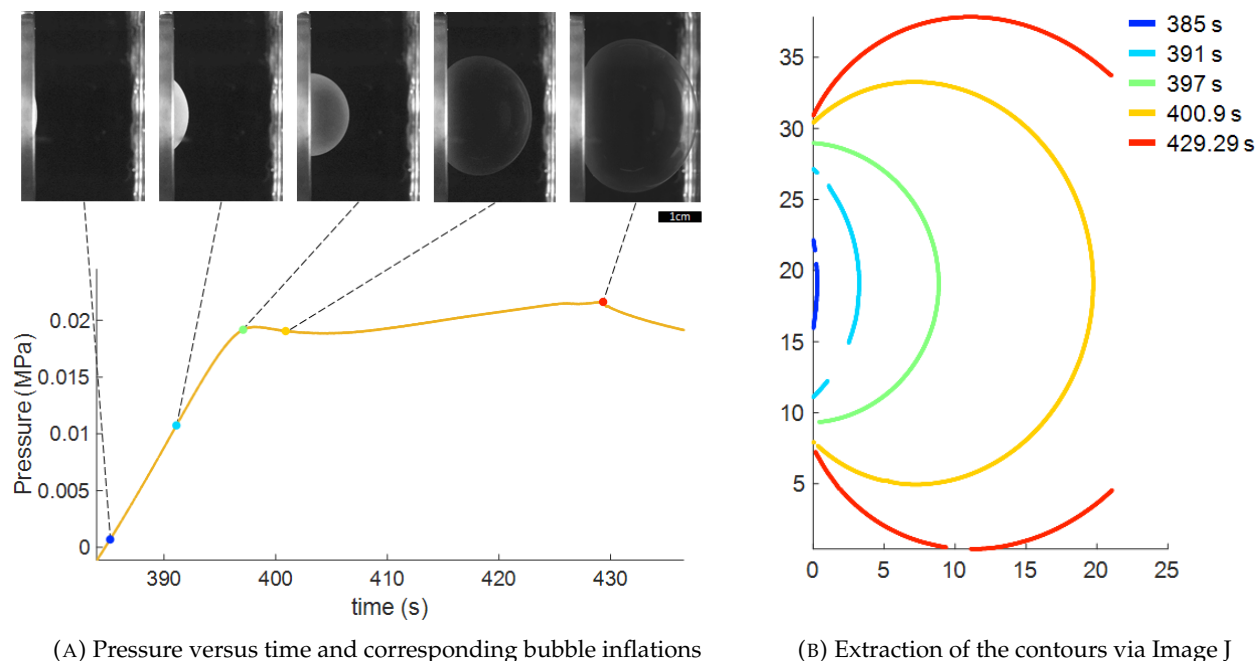 1cm
Pressure (MPa)
0.02
0.015
0.01
0.005
0
390
400
410
420
430
time (s)
(A) Pressure versus time and corresponding bubble inflations
385 s
391 s
397 s
400.9 s
429.29 s
35
30
25
20
15
10
5
0
5
10
15
20
25
(B) Extraction of the contours via Image J